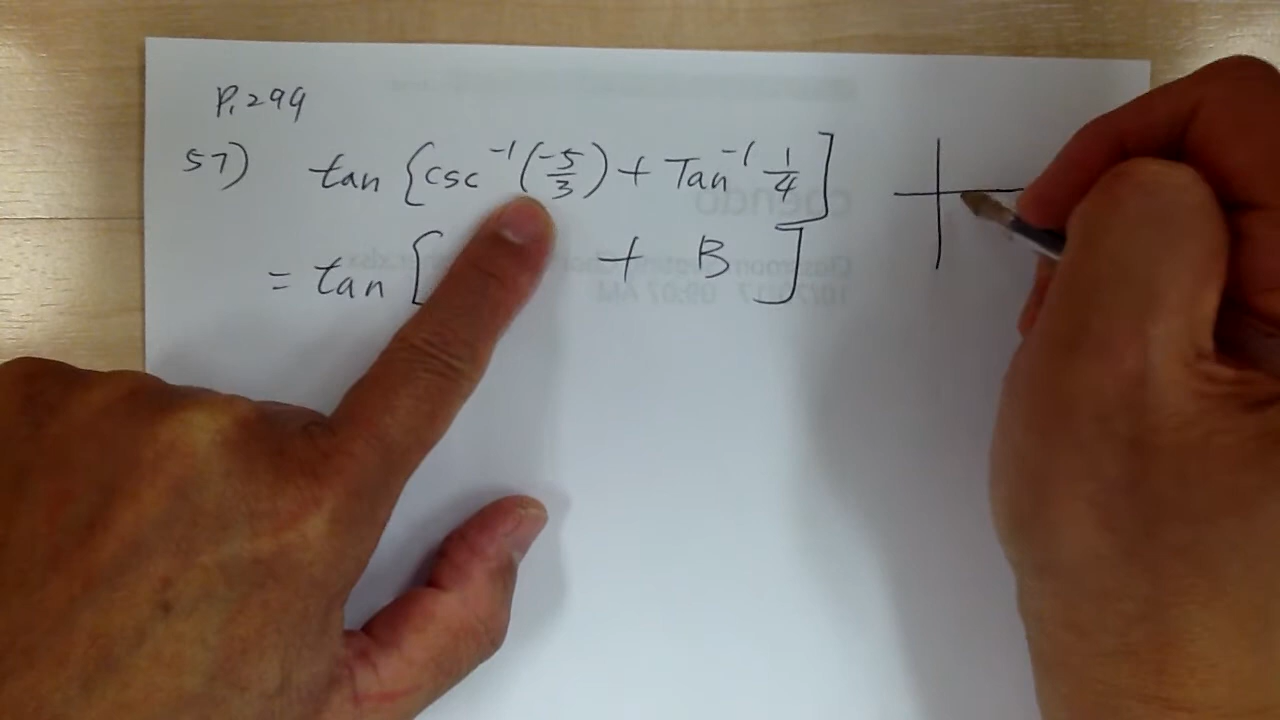 P. 299
57) tan [csc⁻¹(-5/3) + Tan⁻¹ 1/4]
= tan [ + B ]